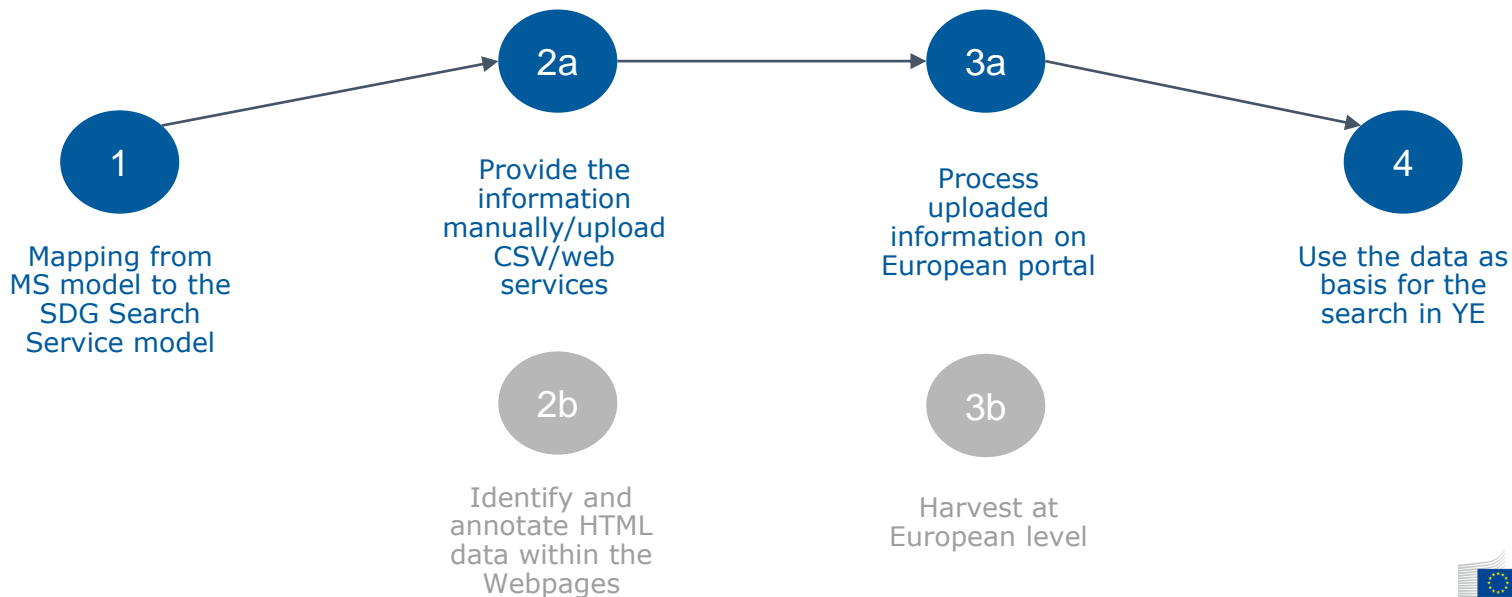 1
Mapping from
MS model to the
SDG Search
Service model
2a
Provide the
information
manually/upload
CSV/web
services
3a
Process
uploaded
information on
European portal
4
Use the data as
basis for the
search in YE
2b
Identify and
annotate HTML
data within the
Webpages
3b
Harvest at
European level